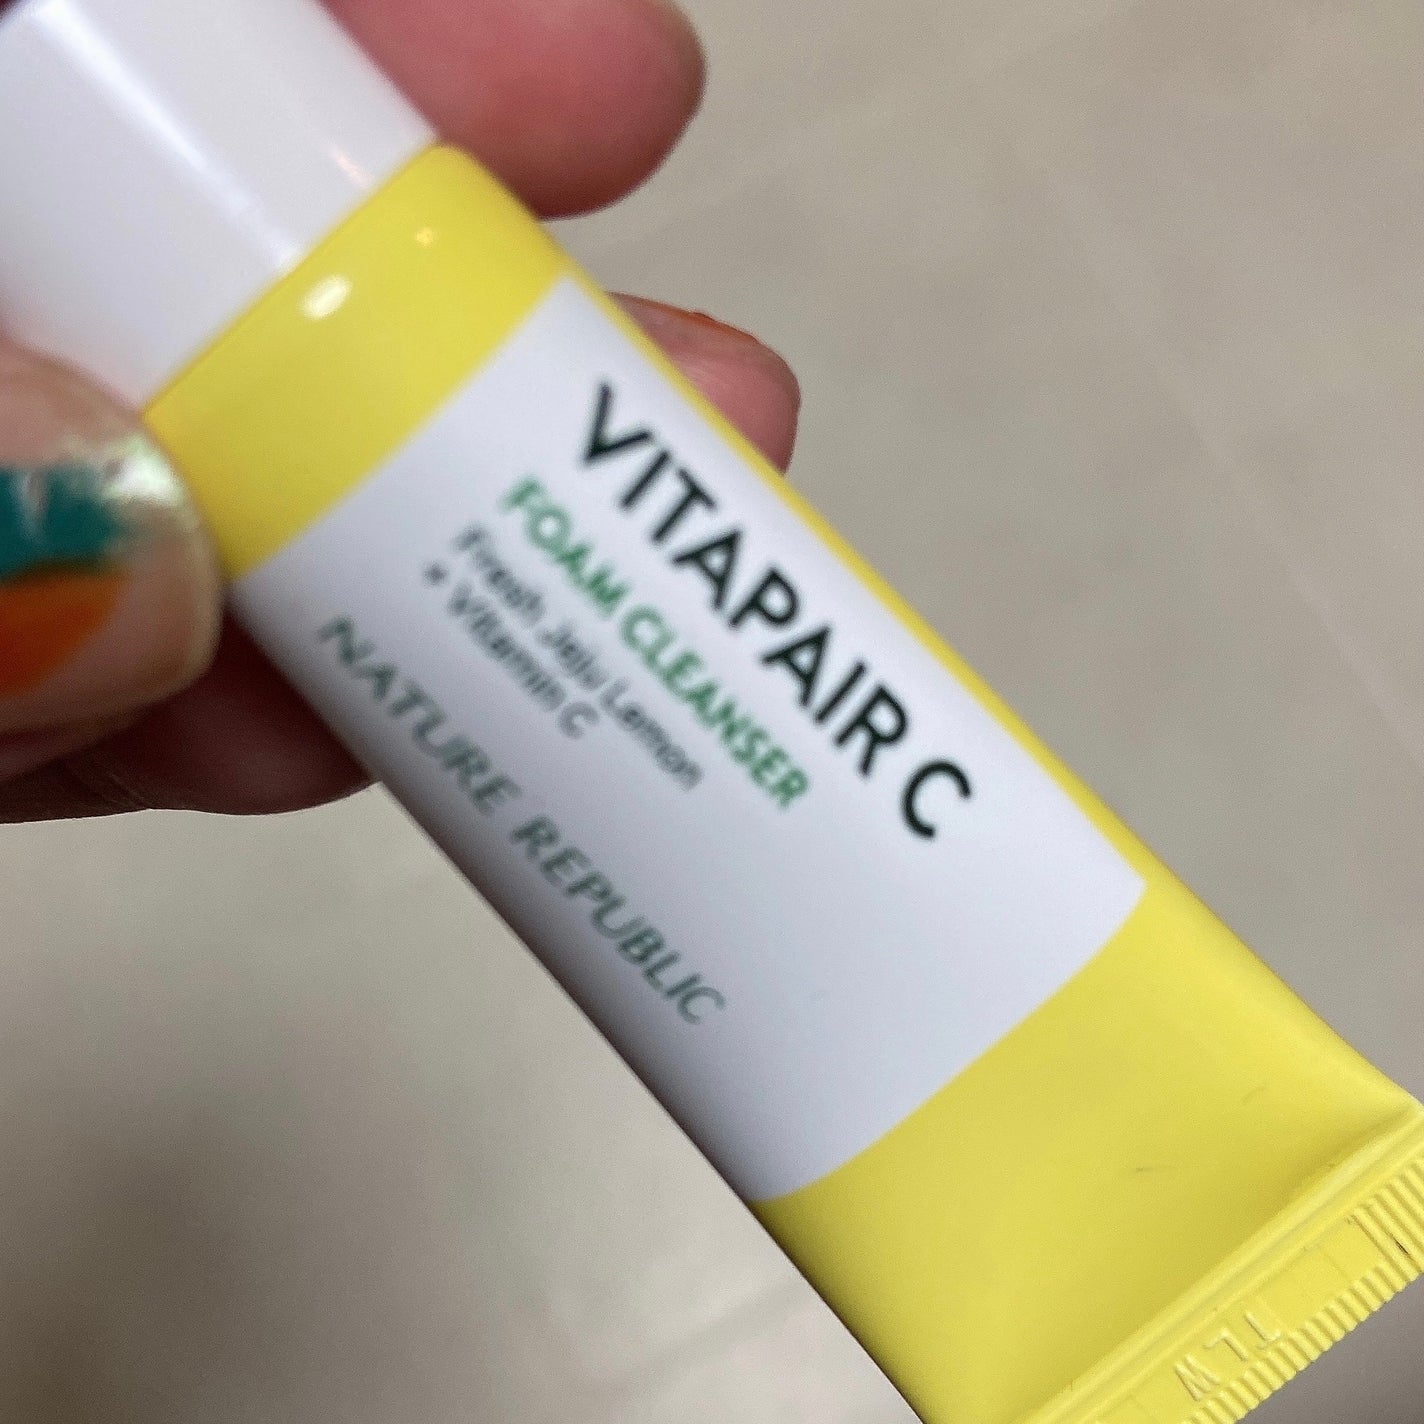 VITAPAIR C
FOAM CLEANSER
Fresh Jeju Lemon
× Vitamin C
NATURE REPUBLIC